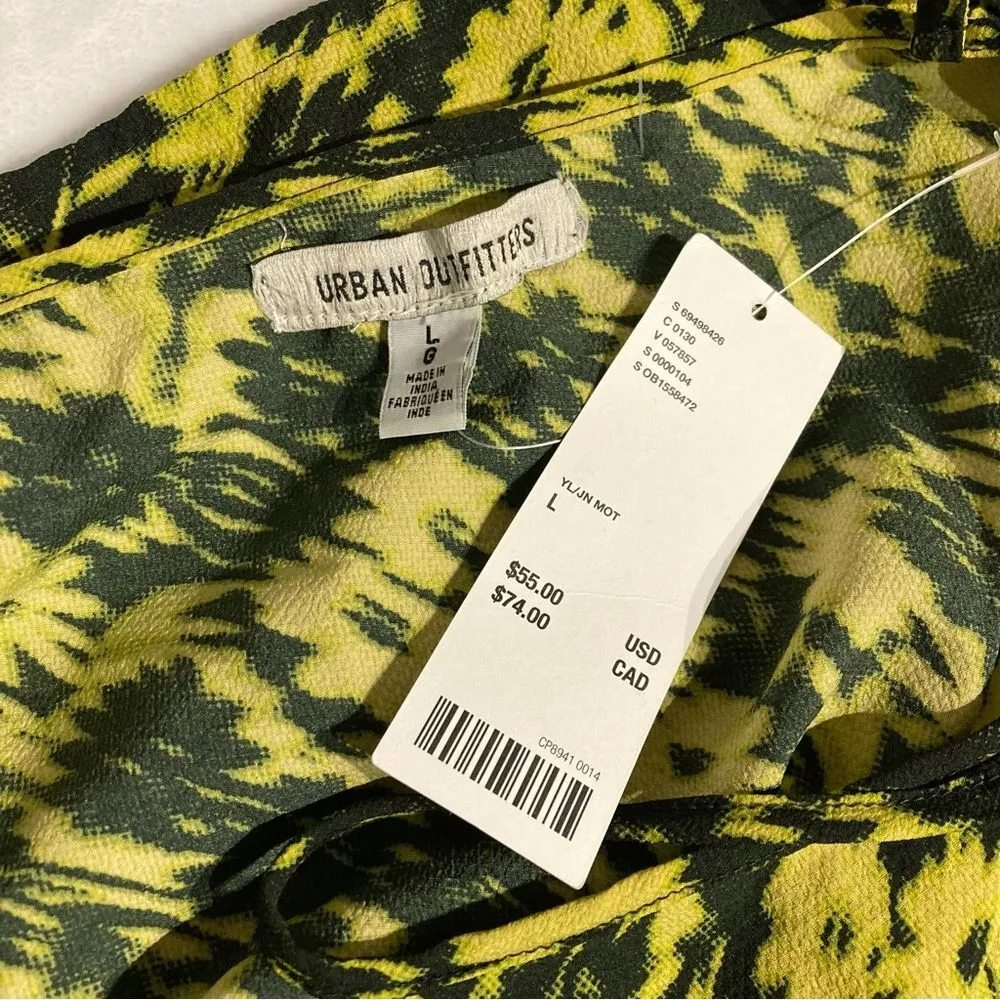 URBAN OUTFITTERS
L
G
MADE IN
INDIA
FABRIQUE EN
INDE
S 69498426
C 0130
V 057857
S 0000104
S OB1558472
YL/JN MOT
L
$55.00 USD
$74.00 CAD
CP8941 0014